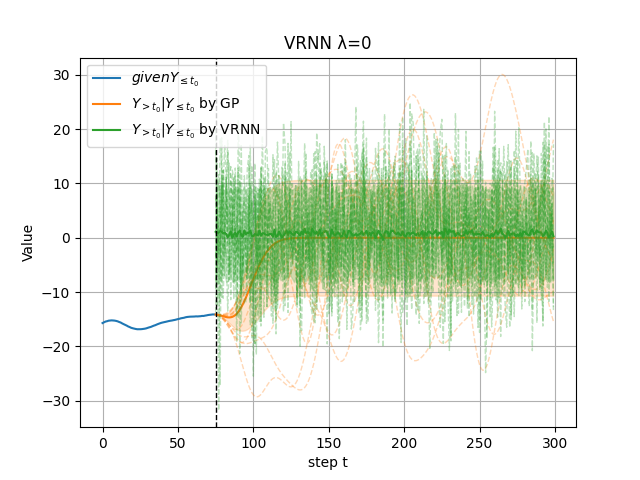 VRNN λ=0
givenY≤t₀
Y>t₀|Y≤t₀ by GP
Y>t₀|Y≤t₀ by VRNN
30
20
10
0
−10
−20
−30
Value
0
50
100
150
200
250
300
step t